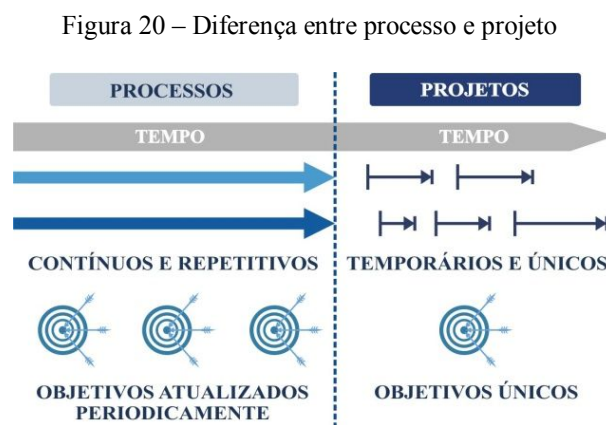 Figura 20 – Diferença entre processo e projeto
PROCESSOS
PROJETOS
TEMPO
TEMPO
CONTÍNUOS E REPETITIVOS
TEMPORÁRIOS E ÚNICOS
OBJETIVOS ATUALIZADOS
PERIODICAMENTE
OBJETIVOS ÚNICOS